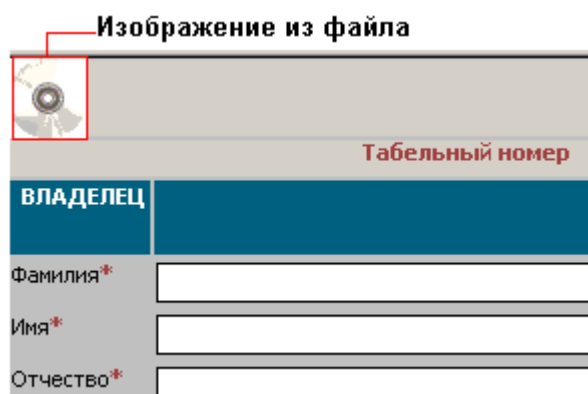 Изображение из файла
Табельный номер
ВЛАДЕЛЕЦ
Фамилия*
Имя*
Отчество*